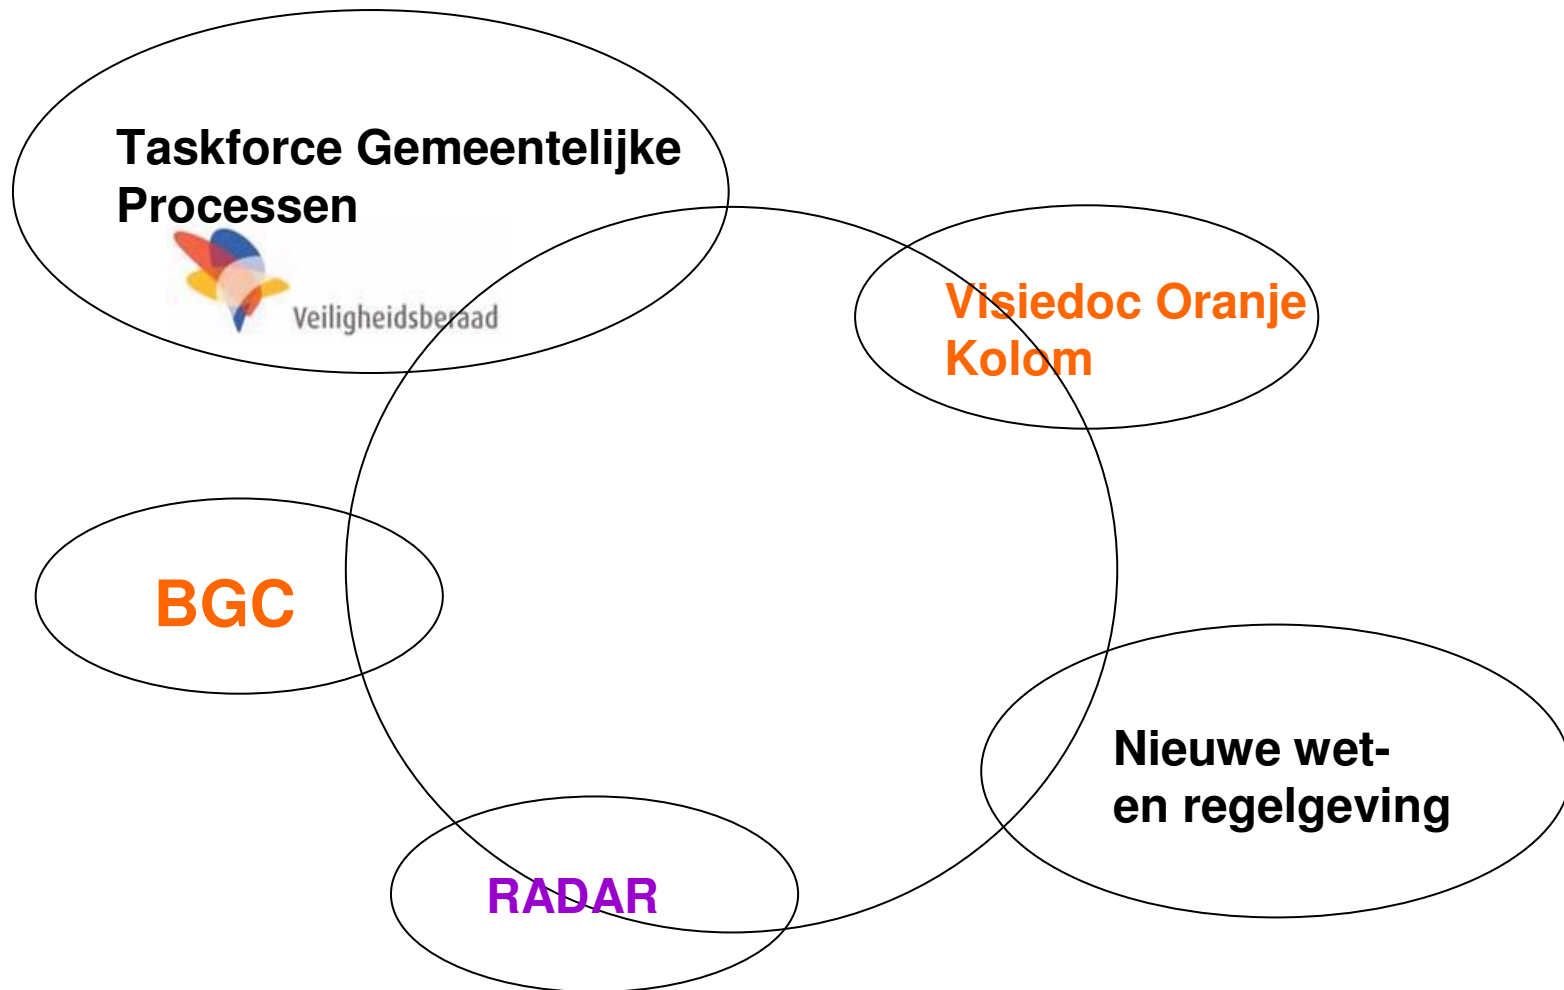 Taskforce Gemeentelijke
Processen
Veiligheidsberaad
Visiedoc Oranje
Kolom
BGC
Nieuwe wet-
en regelgeving
RADAR